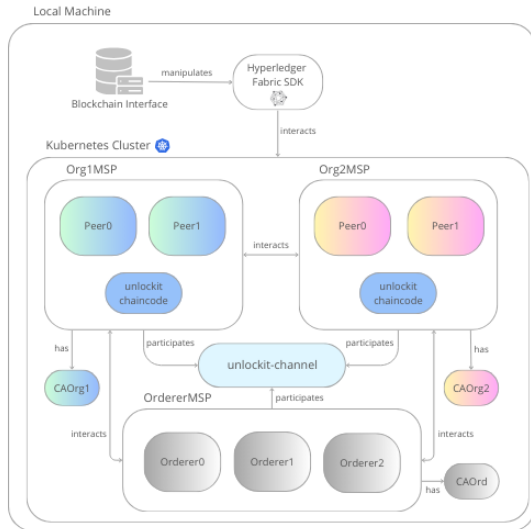 Local Machine
Blockchain Interface
manipulates
Hyperledger
Fabric SDK
interacts
Kubernetes Cluster
Org1MSP
Org2MSP
Peer0
Peer1
Peer0
Peer1
interacts
unlockit
chaincode
unlockit
chaincode
has
participates
participates
has
unlockit-channel
CAOrg1
CAOrg2
participates
OrdererMSP
interacts
interacts
Orderer0
Orderer1
Orderer2
CAOrd
has